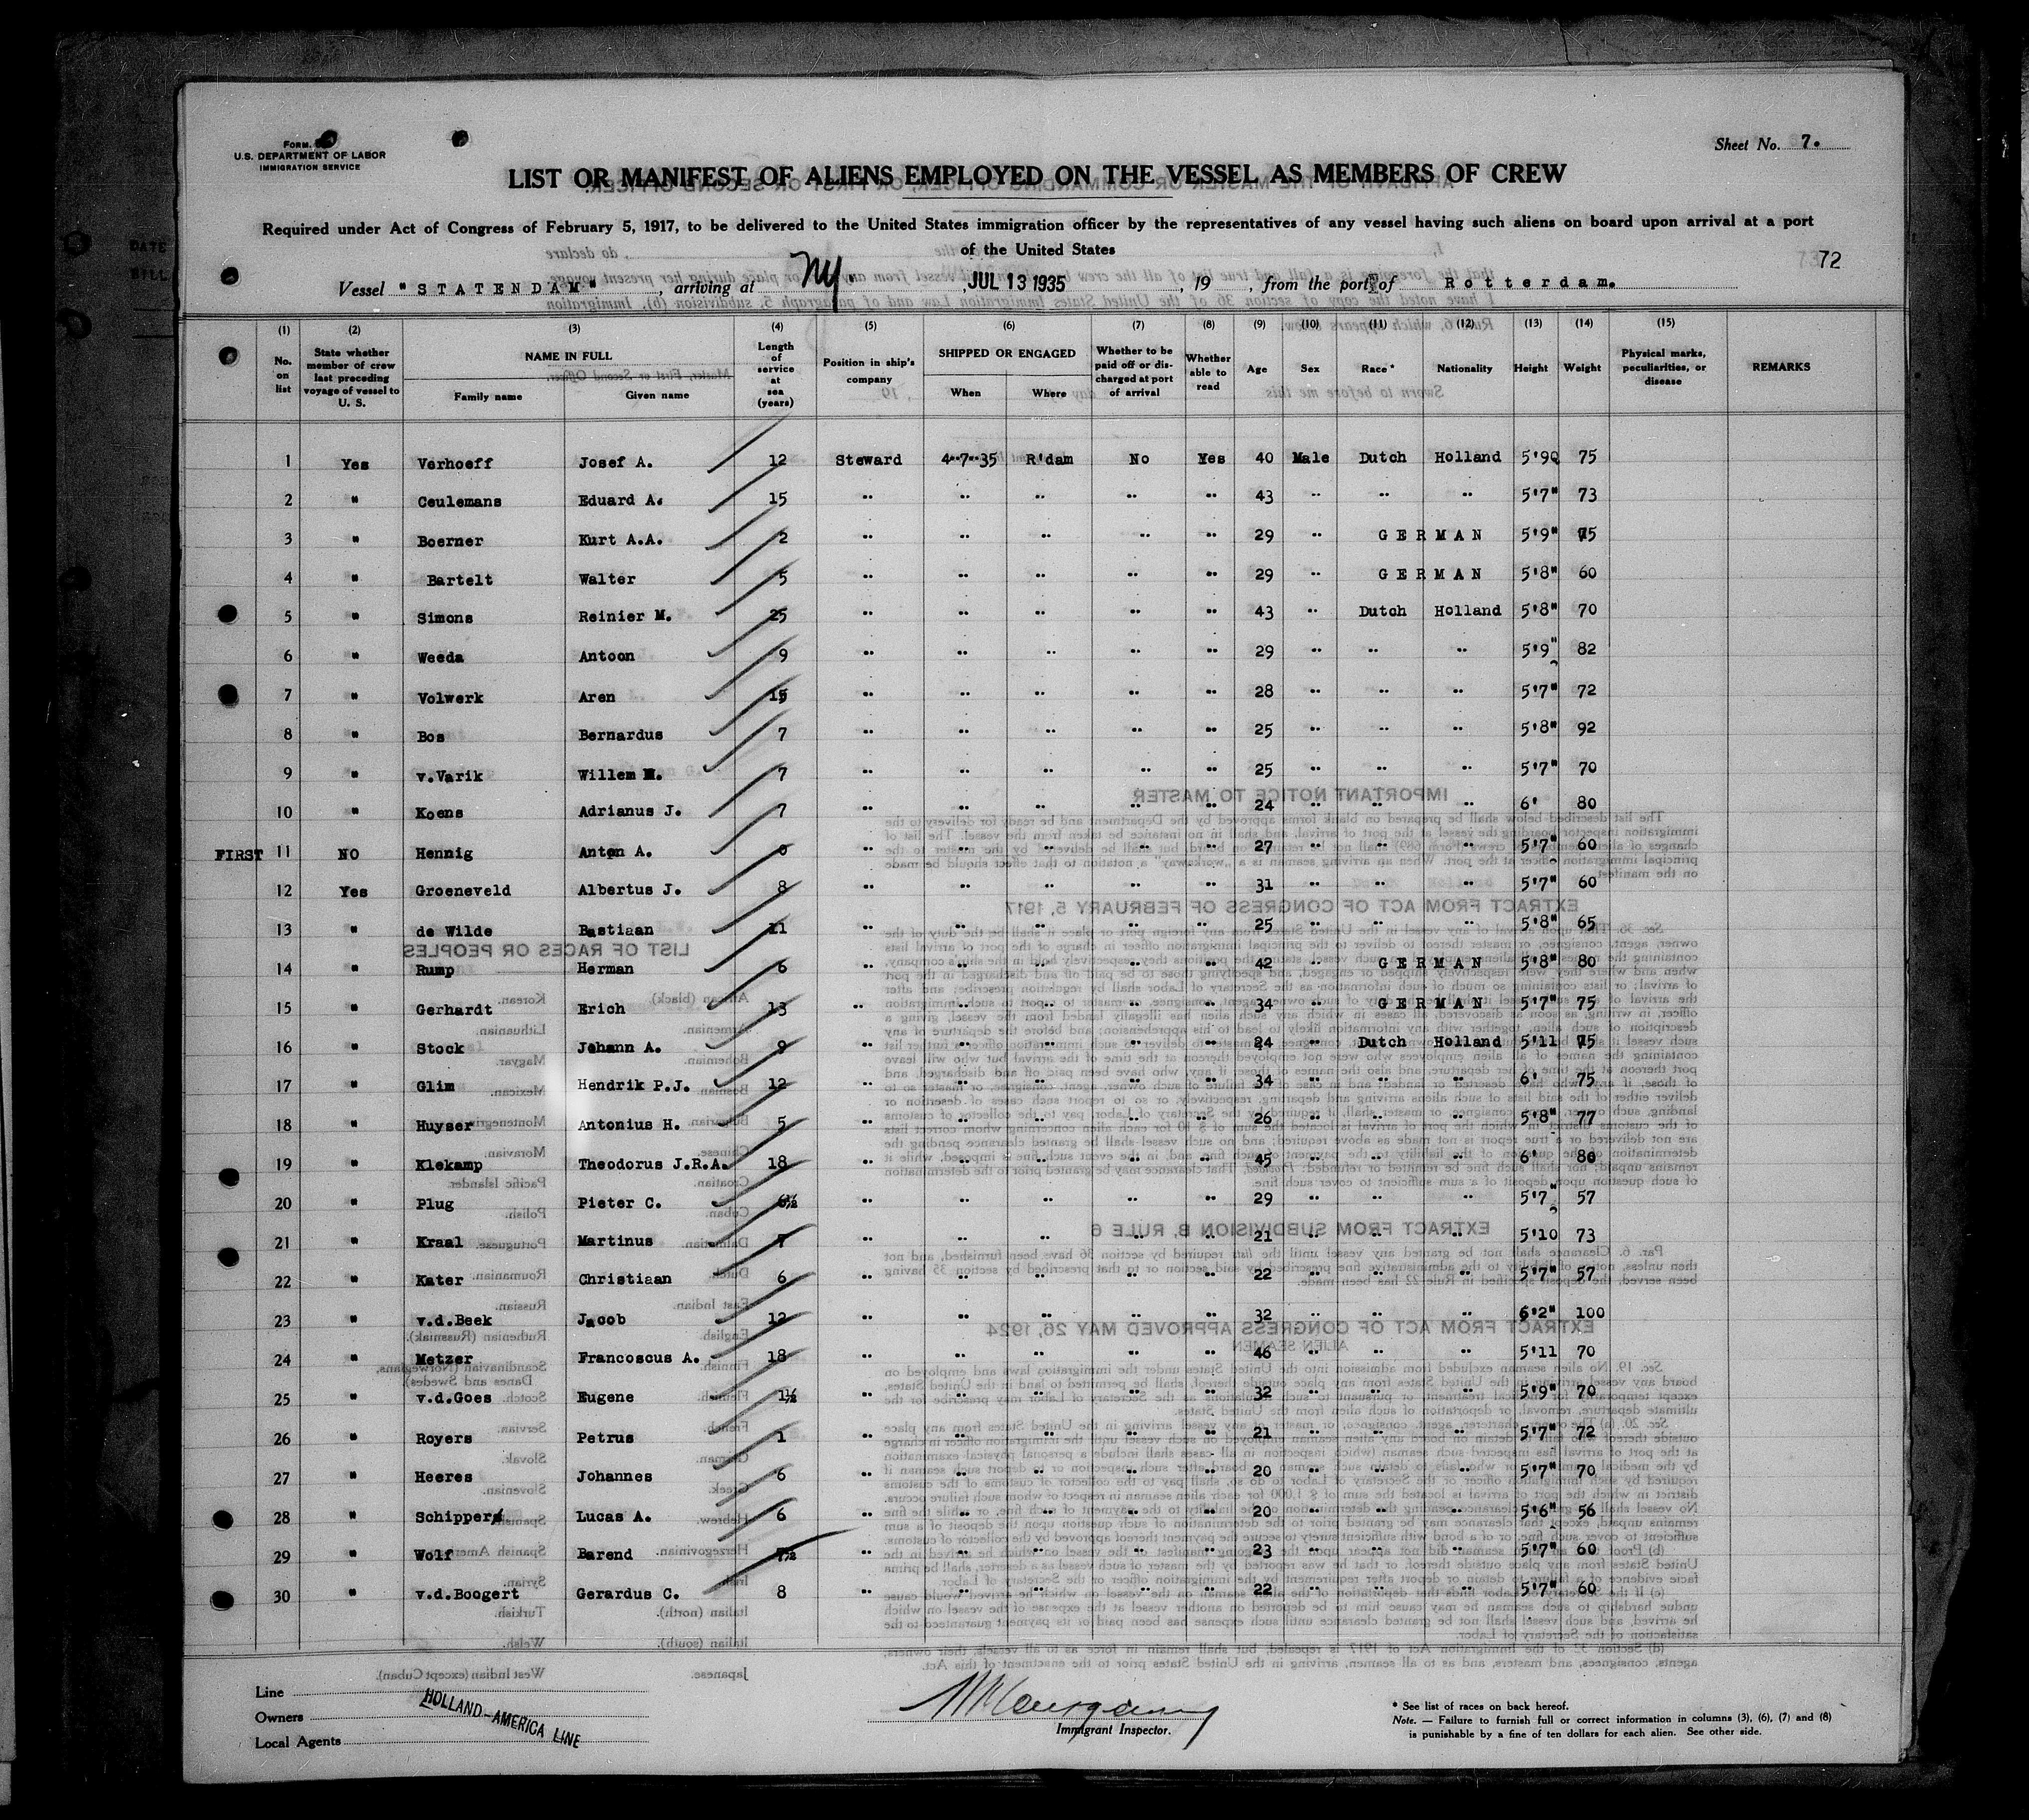 FORM.
U.S. DEPARTMENT OF LABOR
IMMIGRATION SERVICE
Sheet No. 7.
LIST OR MANIFEST OF ALIENS EMPLOYED ON THE VESSEL AS MEMBERS OF CREW
Required under Act of Congress of February 5, 1917, to be delivered to the United States immigration officer by the representatives of any vessel having such aliens on board upon arrival at a port
of the United States
72
Vessel "STATENDAM", arriving at NY. , JUL 13 1935, 19 , from the port of Rotterdam.
(1) (2) (3) (4) (5) (6) (7) (8) (9) (10) (11) (12) (13) (14) (15)
No. on list State whether member of crew last preceding voyage of vessel to U. S. NAME IN FULL Length of service at sea (years) Position in ship's company SHIPPED OR ENGAGED Whether to be paid off or discharged at port of arrival Whether able to read Age Sex Race* Nationality Height Weight Physical marks, peculiarities, or disease REMARKS
Family name Given name When Where
1 Yes Verhoeff Josef A. 12 Steward 4"7"35 R'dam No Yes 40 Male Dutch Holland 5'9 75
2 " Ceulemans Eduard A. 15 " " " " " 43 " " " 5'7" 73
3 " Boerner Kurt A.A. 2 " " " " " 29 " GERMAN 5'9" 75
4 " Bartelt Walter 5 " " " " " 29 " GERMAN 5'8" 60
5 " Simons Reinier M. 25 " " " " " 43 " Dutch Holland 5'8" 70
6 " Weeda Antoon 9 " " " " " 29 " " " 5'9" 82
7 " Volwerk Aren 15 " " " " " 28 " " " 5'7" 72
8 " Bos Bernardus 7 " " " " " 25 " " " 5'8" 92
9 " v.Varik Willem M. 7 " " " " " 25 " " " 5'7" 70
10 " Koens Adrianus J. 7 " " " " " 24 " " " 6' 80
FIRST 11 NO Hennig Anton A. 0 " " " " " 27 " " " 5'7" 60
12 Yes Groeneveld Albertus J. 8 " " " " " 31 " " " 5'7" 60
13 " de Wilde Bastiaan 11 " " " " " 25 " " " 5'8" 65
14 " Rump Herman 6 " " " " " 42 " GERMAN 5'8" 80
15 " Gerhardt Erich 13 " " " " " 34 " GERMAN 5'7" 75
16 " Stock Johann A. 9 " " " " " 24 " Dutch Holland 5'11 75
17 " Glim Hendrik P.J. 12 " " " " " 34 " " " 6' 75
18 " Huyser Antonius H. 5 " " " " " 26 " " " 5'8" 77
19 " Klekamp Theodorus J.R.A. 18 " " " " " 45 " " " 6' 80
20 " Plug Pieter C. 6½ " " " " " 29 " " " 5'7" 57
21 " Kraal Martinus 7 " " " " " 21 " " " 5'10 73
22 " Kater Christiaan 6 " " " " " 22 " " " 5'7" 57
23 " v.d.Beek Jacob 12 " " " " " 32 " " " 6'2" 100
24 " Metzer Francoscus A. 18 " " " " " 46 " " " 5'11 70
25 " v.d.Goes Eugene 1½ " " " " " 32 " " " 5'9" 70
26 " Royers Petrus 1 " " " " " 21 " " " 5'7" 72
27 " Heeres Johannes 6 " " " " " 20 " " " 5'7" 70
28 " Schipper Lucas A. 6 " " " " " 20 " " " 5'6" 56
29 " Wolf Barend 7½ " " " " " 23 " " " 5'7" 60
30 " v.d.Boogert Gerardus C. 8 " " " " " 22 " " " 5'7" 60
Line
Owners
Local Agents
HOLLAND-AMERICA LINE
Immigrant Inspector.
* See list of races on back hereof.
Note. — Failure to furnish full or correct information in columns (3), (6), (7) and (8)
is punishable by a fine of ten dollars for each alien. See other side.